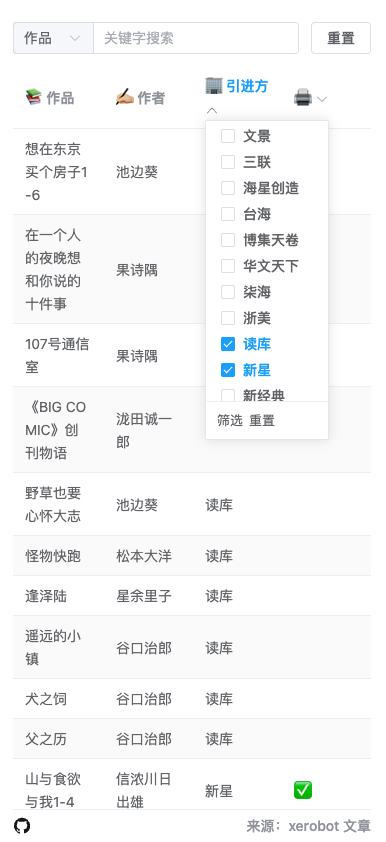 作品 关键字搜索 重置
作品 作者 引进方
文景
三联
海星创造
台海
博集天卷
华文天下
柒海
浙美
读库
新星
新经典
筛选 重置
想在东京
买个房子1
-6
池边葵
在一个人
的夜晚想
和你说的
十件事
果诗隅
107号通信
室
果诗隅
《BIG CO
MIC》创
刊物语
泷田诚一
郎
野草也要
心怀大志
池边葵 读库
怪物快跑 松本大洋 读库
逢泽陆 星余里子 读库
遥远的小
镇
谷口治郎 读库
犬之饲 谷口治郎 读库
父之历 谷口治郎 读库
山与食欲
与我1-4
信浓川日
出雄
新星
来源：xerobot 文章